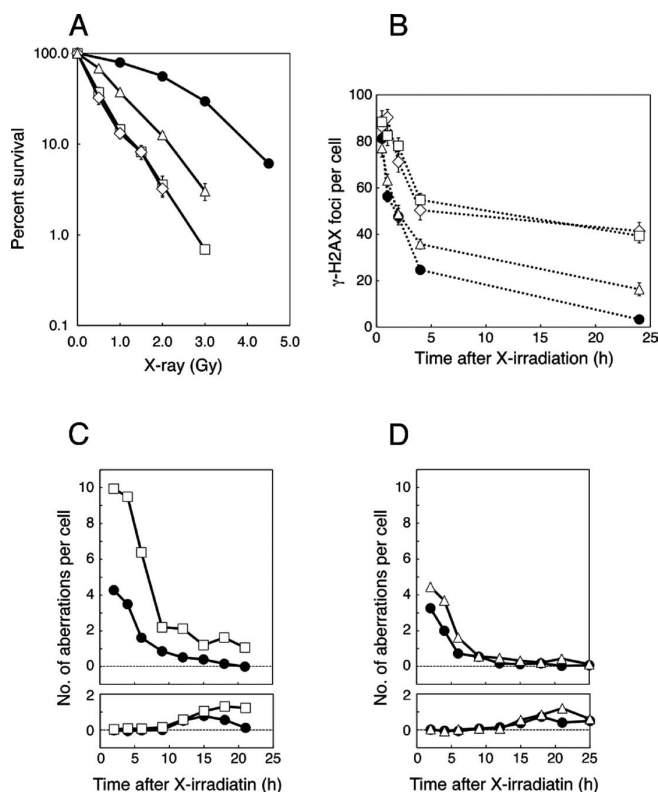 A
Percent survival
100.0
10.0
1.0
0.1
0.0 1.0 2.0 3.0 4.0 5.0
X-ray (Gy)
B
γ-H2AX foci per cell
100
80
60
40
20
0
0 5 10 15 20 25
Time after X-irradiation (h)
C
No. of aberrations per cell
10
8
6
4
2
0
2
0
0 5 10 15 20 25
Time after X-irradiatin (h)
D
No. of aberrations per cell
10
8
6
4
2
0
2
0
0 5 10 15 20 25
Time after X-irradiatin (h)